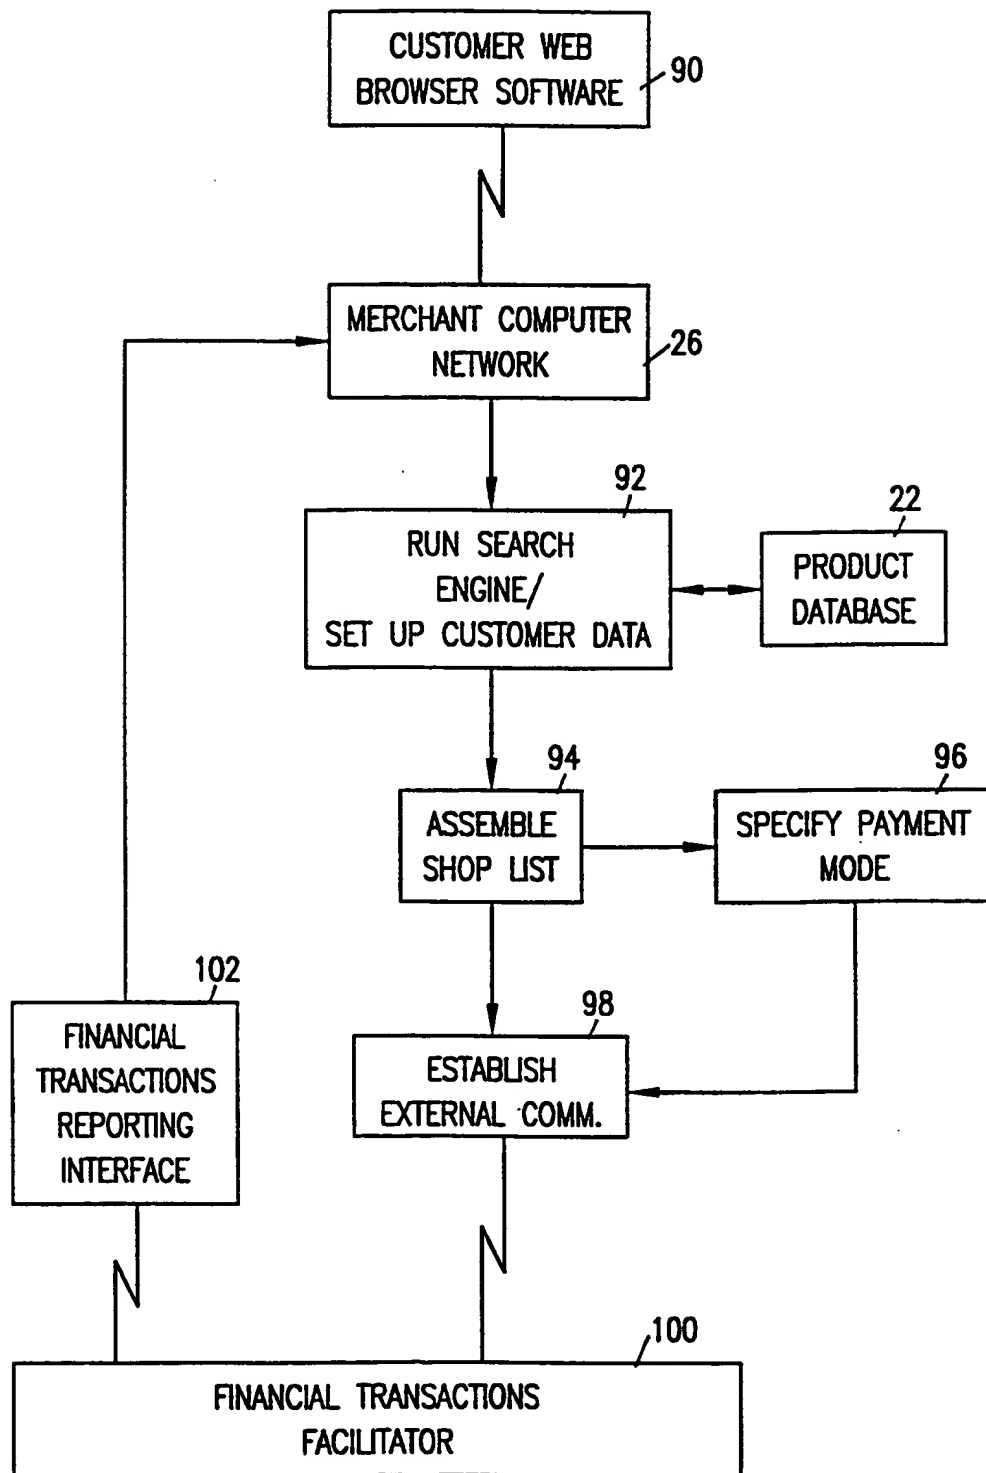 CUSTOMER WEB
BROWSER SOFTWARE
90
MERCHANT COMPUTER
NETWORK
26
92
RUN SEARCH
ENGINE/
SET UP CUSTOMER DATA
22
PRODUCT
DATABASE
94
ASSEMBLE
SHOP LIST
96
SPECIFY PAYMENT
MODE
102
FINANCIAL
TRANSACTIONS
REPORTING
INTERFACE
98
ESTABLISH
EXTERNAL COMM.
100
FINANCIAL TRANSACTIONS
FACILITATOR